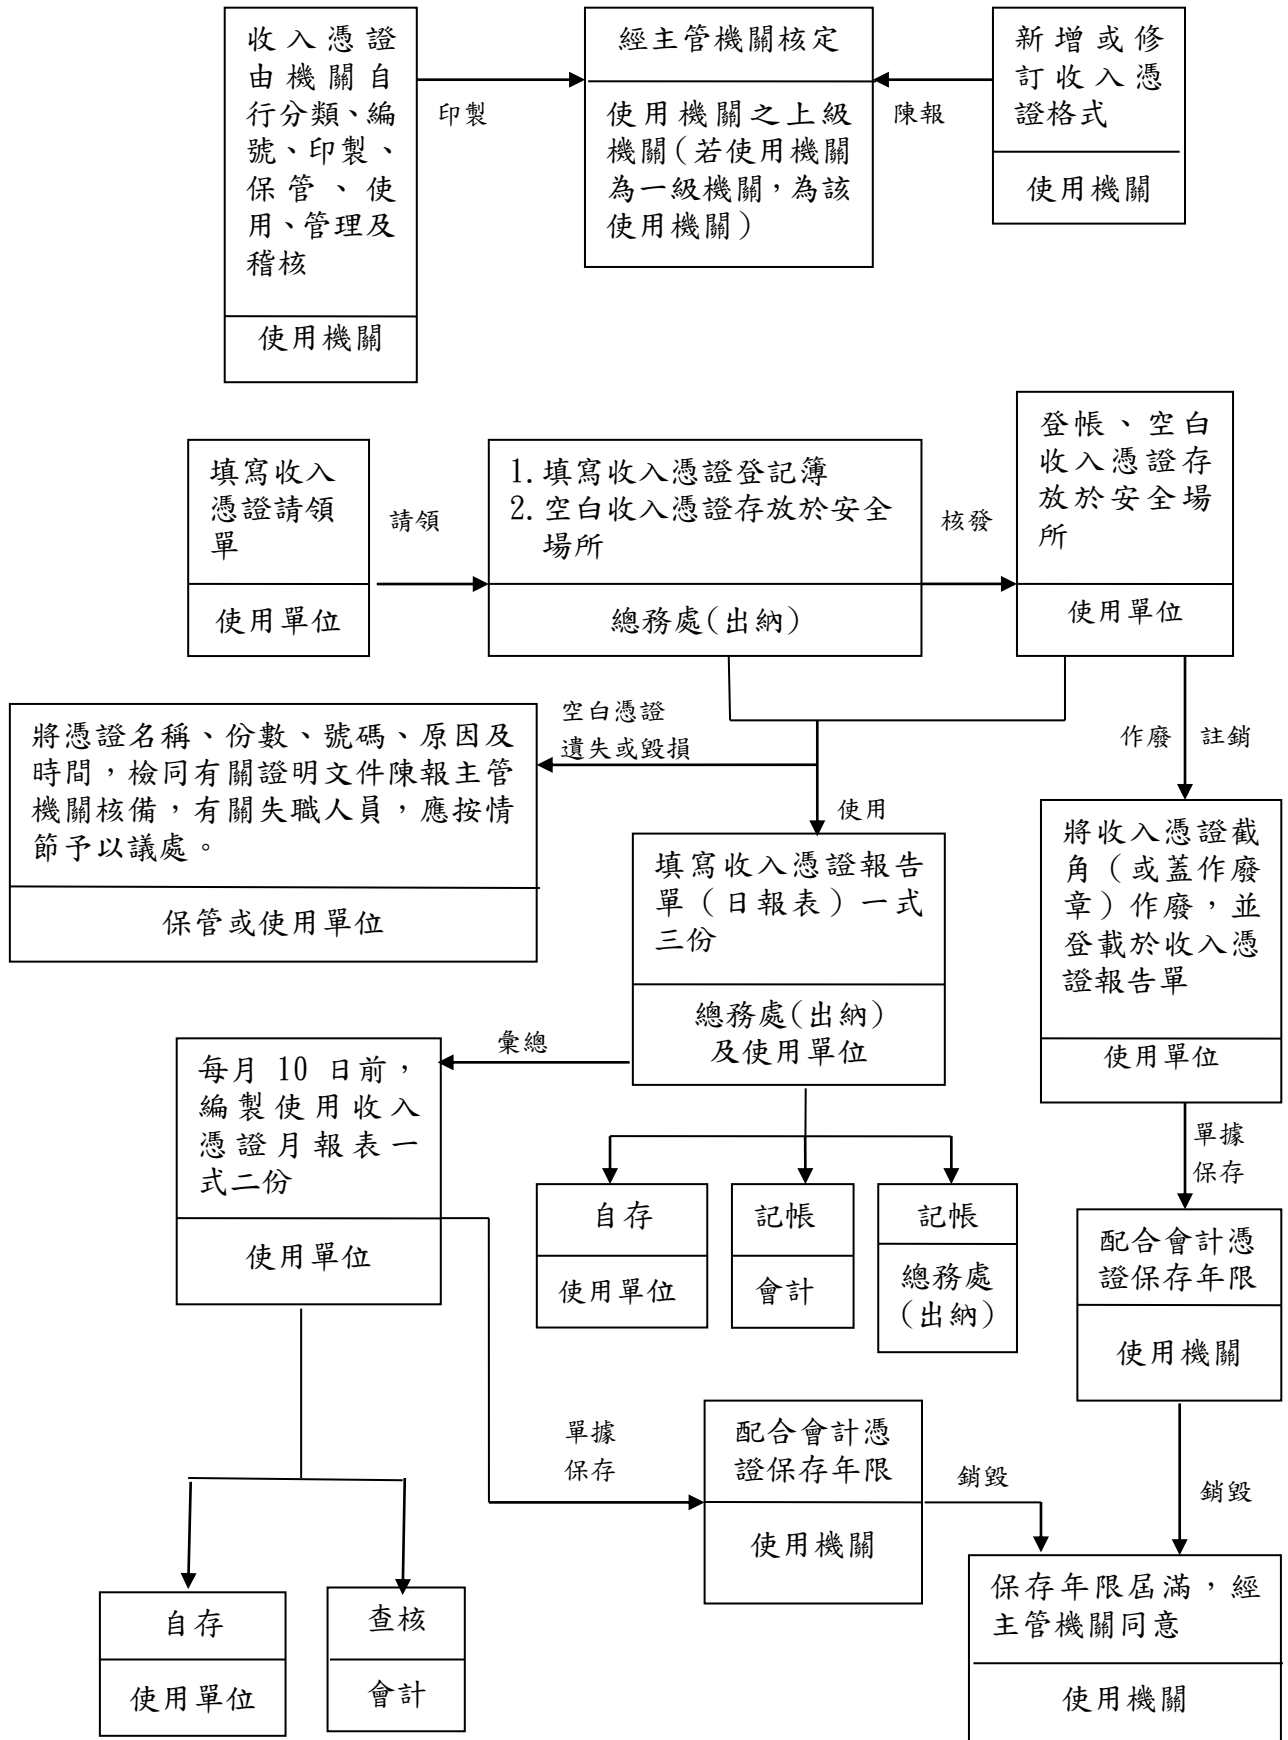 收入憑證
由機關自
行分類、編
號、印製、
保管、使
用、管理及
稽核
使用機關
印製
經主管機關核定
使用機關之上級
機關(若使用機關
為一級機關，為該
使用機關)
陳報
新增或修
訂收入憑
證格式
使用機關
填寫收入
憑證請領
單
使用單位
請領
1.填寫收入憑證登記簿
2.空白收入憑證存放於安全
場所
總務處(出納)
核發
登帳、空白
收入憑證存
放於安全場
所
使用單位
空白憑證
遺失或毀損
將憑證名稱、份數、號碼、原因及
時間，檢同有關證明文件陳報主管
機關核備，有關失職人員，應按情
節予以議處。
保管或使用單位
使用
作廢 註銷
填寫收入憑證報告
單（日報表）一式
三份
總務處(出納)
及使用單位
將收入憑證截
角（或蓋作廢
章）作廢，並
登載於收入憑
證報告單
使用單位
彙總
每月 10 日前，
編製使用收入
憑證月報表一
式二份
使用單位
自存
使用單位
記帳
會計
記帳
總務處
(出納)
單據
保存
配合會計憑
證保存年限
使用機關
單據
保存
配合會計憑
證保存年限
使用機關
銷毀
銷毀
自存
使用單位
查核
會計
保存年限屆滿，經
主管機關同意
使用機關